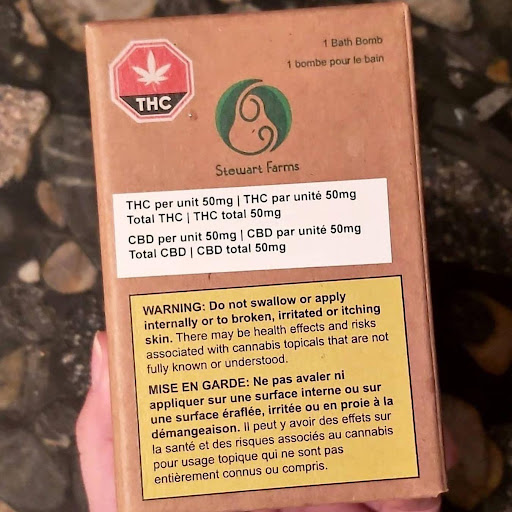 1 Bath Bomb
1 bombe pour le bain
THC
Stewart Farms
THC per unit 50mg | THC par unité 50mg
Total THC | THC total 50mg
CBD per unit 50mg | CBD par unité 50mg
Total CBD | CBD total 50mg
WARNING: Do not swallow or apply
internally or to broken, irritated or itching
skin. There may be health effects and risks
associated with cannabis topicals that are not
fully known or understood.
MISE EN GARDE: Ne pas avaler ni
appliquer sur une surface interne ou sur
une surface éraflée, irritée ou en proie à la
démangeaison. Il peut y avoir des effets sur
la santé et des risques associés au cannabis
pour usage topique qui ne sont pas
entièrement connus ou compris.